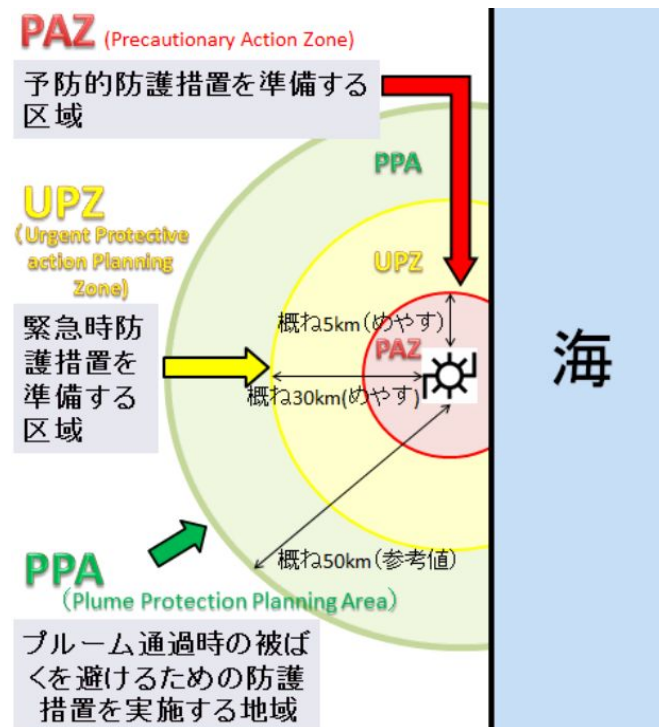 PAZ (Precautionary Action Zone)
予防的防護措置を準備する
区域
PPA
UPZ
(Urgent Protective
action Planning
Zone)
UPZ
緊急時防
護措置を
準備する
区域
概ね5km(めやす)
PAZ
概ね30km(めやす)
海
概ね50km(参考値)
PPA
(Plume Protection Planning Area)
プルーム通過時の被ば
くを避けるための防護
措置を実施する地域